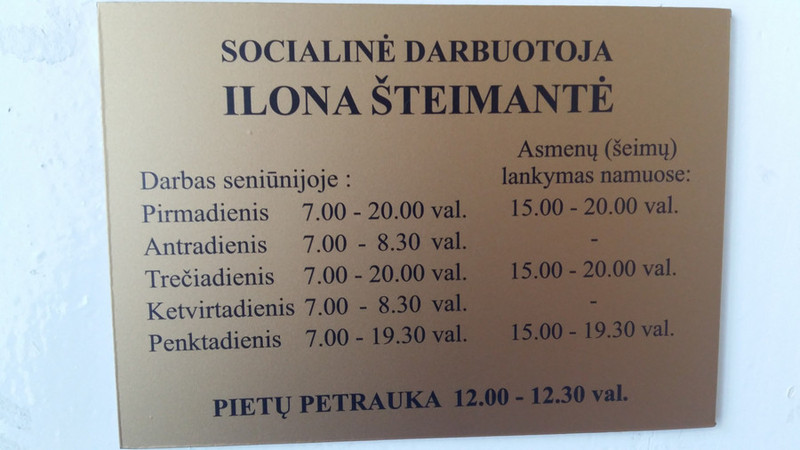 SOCIALINĖ DARBUOTOJA
ILONA ŠTEIMANTĖ
Asmenų (šeimų)
Darbas seniūnijoje : lankymas namuose:
Pirmadienis 7.00 - 20.00 val. 15.00 - 20.00 val.
Antradienis 7.00 - 8.30 val. -
Trečiadienis 7.00 - 20.00 val. 15.00 - 20.00 val.
Ketvirtadienis 7.00 - 8.30 val. -
Penktadienis 7.00 - 19.30 val. 15.00 - 19.30 val.
PIETŲ PETRAUKA 12.00 - 12.30 val.